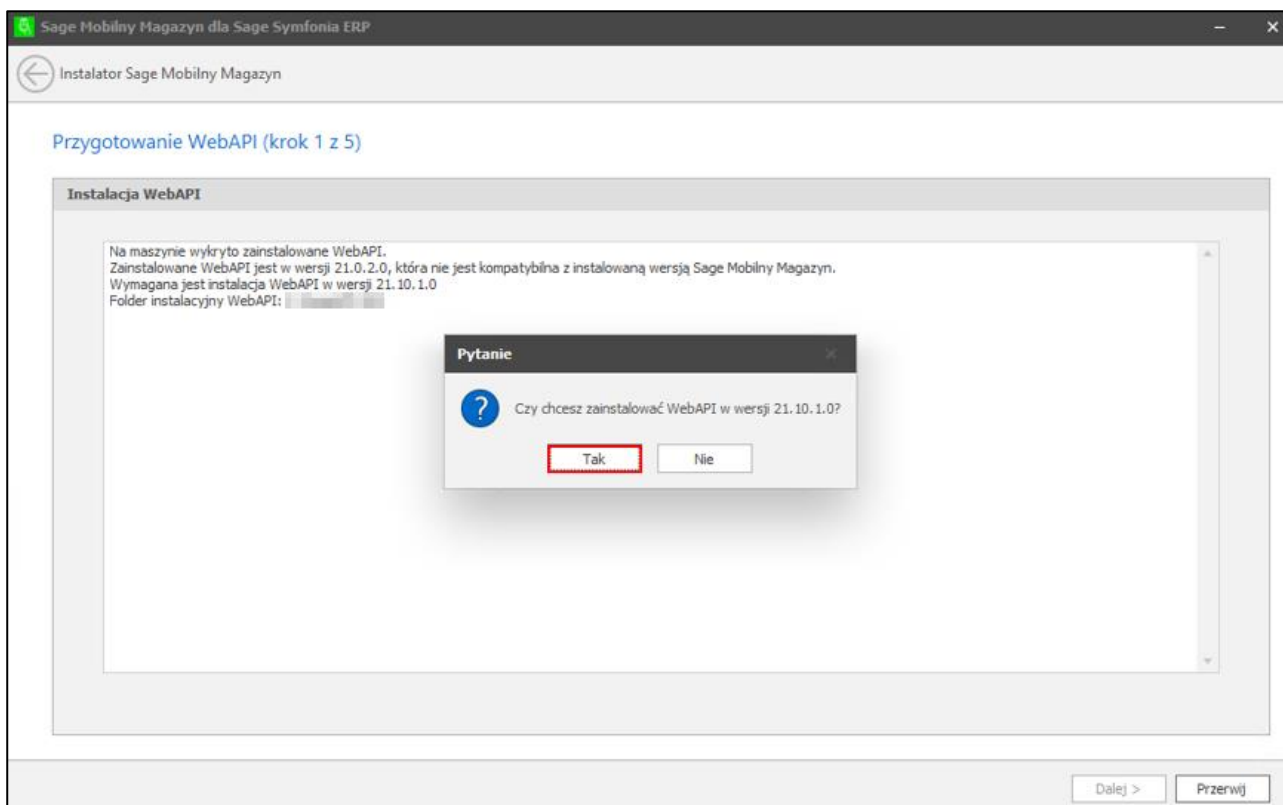 Sage Mobilny Magazyn dla Sage Symfonia ERP
Instalator Sage Mobilny Magazyn
Przygotowanie WebAPI (krok 1 z 5)
Instalacja WebAPI
Na maszynie wykryto zainstalowane WebAPI.
Zainstalowane WebAPI jest w wersji 21.0.2.0, która nie jest kompatybilna z instalowaną wersją Sage Mobilny Magazyn.
Wymagana jest instalacja WebAPI w wersji 21.10.1.0
Folder instalacyjny WebAPI:
Pytanie
Czy chcesz zainstalować WebAPI w wersji 21.10.1.0?
Tak Nie
Dalej > Przerwij